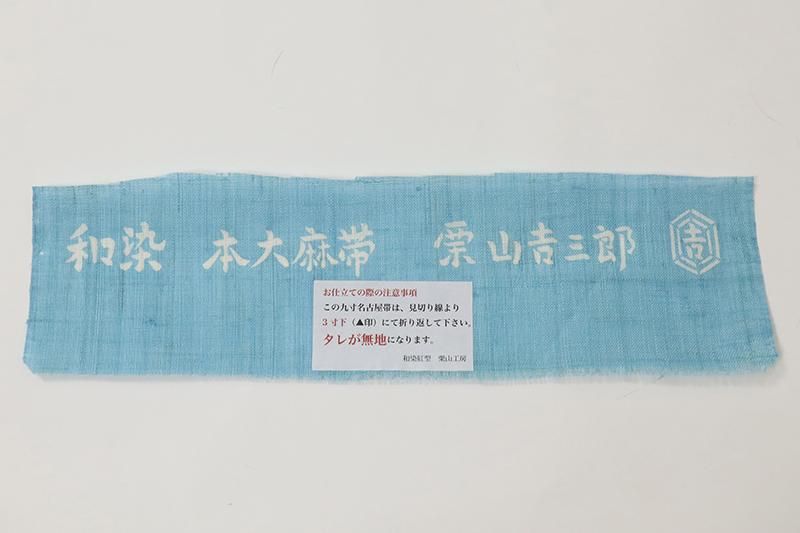 和染 本大麻帯 栗山吉三郎 吉
お仕立ての際の注意事項
この九寸名古屋帯は、見切り線より
3寸下（▲印）にて折り返して下さい。
タレが無地になります。
和染紅型 栗山工房